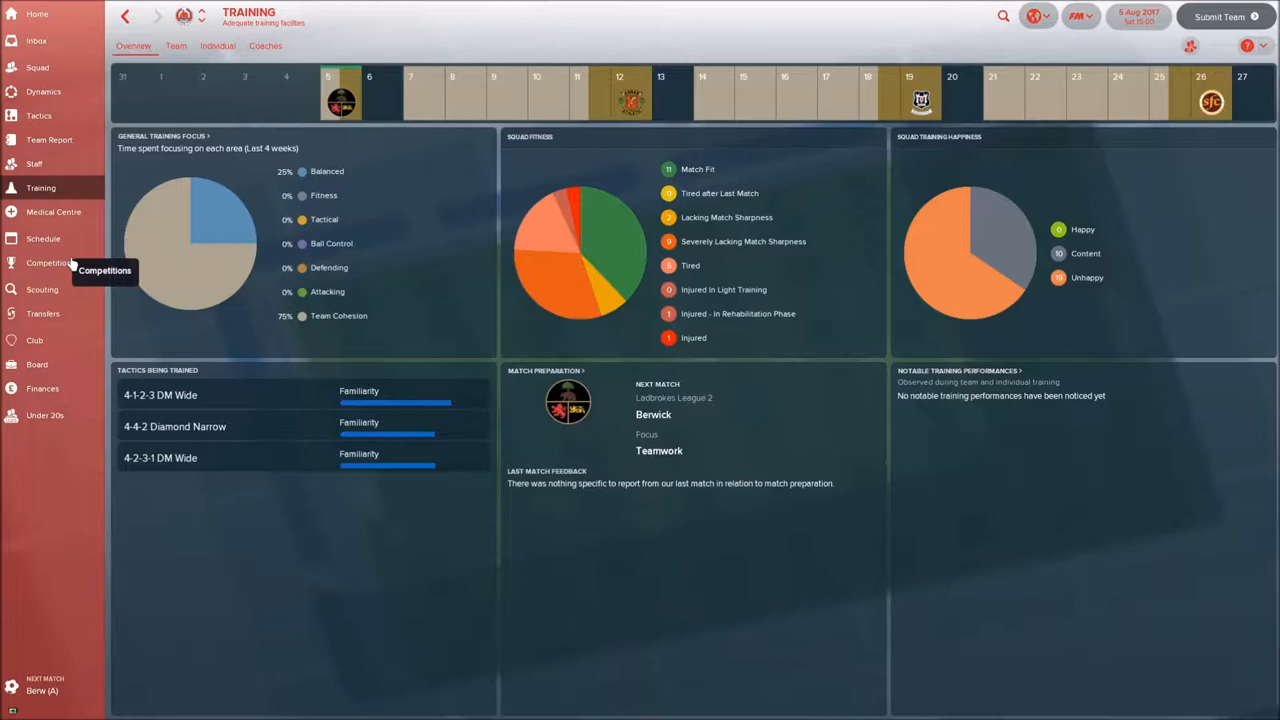 Home
Inbox
Squad
Dynamics
Tactics
Team Report
Staff
Training
Medical Centre
Schedule
Competitio
Competitions
Scouting
Transfers
Club
Board
Finances
Under 20s
NEXT MATCH
Berw (A)
TRAINING
Adequate training facilities
FM
5 Aug 2017
Sat 15:00
Submit Team
Overview Team Individual Coaches
?
31 1 2 3 4 5 6 7 8 9 10 11 12 13 14 15 16 17 18 19 20 21 22 23 24 25 26 27
GENERAL TRAINING FOCUS >
Time spent focusing on each area (Last 4 weeks)
25% Balanced
0% Fitness
0% Tactical
0% Ball Control
0% Defending
0% Attacking
75% Team Cohesion
SQUAD FITNESS
11 Match Fit
0 Tired after Last Match
2 Lacking Match Sharpness
9 Severely Lacking Match Sharpness
5 Tired
0 Injured In Light Training
1 Injured - In Rehabilitation Phase
1 Injured
SQUAD TRAINING HAPPINESS
0 Happy
10 Content
19 Unhappy
TACTICS BEING TRAINED
4-1-2-3 DM Wide Familiarity
4-4-2 Diamond Narrow Familiarity
4-2-3-1 DM Wide Familiarity
MATCH PREPARATION >
NEXT MATCH
Ladbrokes League 2
Berwick
Focus
Teamwork
LAST MATCH FEEDBACK
There was nothing specific to report from our last match in relation to match preparation.
NOTABLE TRAINING PERFORMANCES >
Observed during team and individual training
No notable training performances have been noticed yet